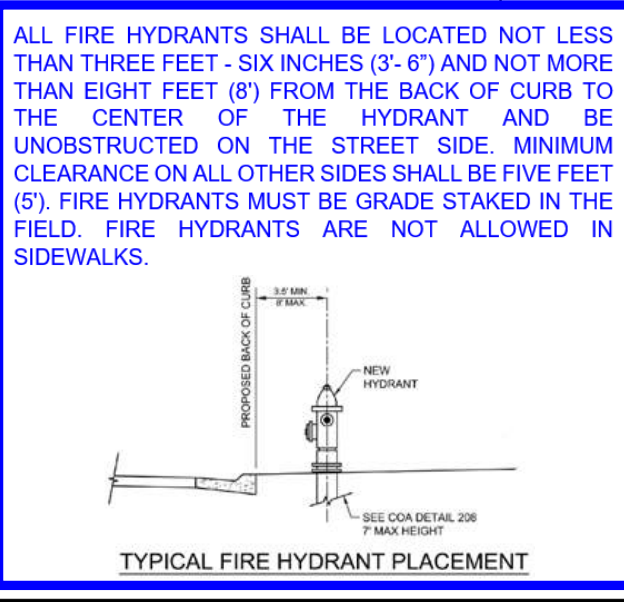 ALL FIRE HYDRANTS SHALL BE LOCATED NOT LESS
THAN THREE FEET - SIX INCHES (3'- 6”) AND NOT MORE
THAN EIGHT FEET (8') FROM THE BACK OF CURB TO
THE CENTER OF THE HYDRANT AND BE
UNOBSTRUCTED ON THE STREET SIDE. MINIMUM
CLEARANCE ON ALL OTHER SIDES SHALL BE FIVE FEET
(5'). FIRE HYDRANTS MUST BE GRADE STAKED IN THE
FIELD. FIRE HYDRANTS ARE NOT ALLOWED IN
SIDEWALKS.
PROPOSED BACK OF CURB
3.5' MIN.
8' MAX.
NEW
HYDRANT
SEE COA DETAIL 208
7' MAX HEIGHT
TYPICAL FIRE HYDRANT PLACEMENT